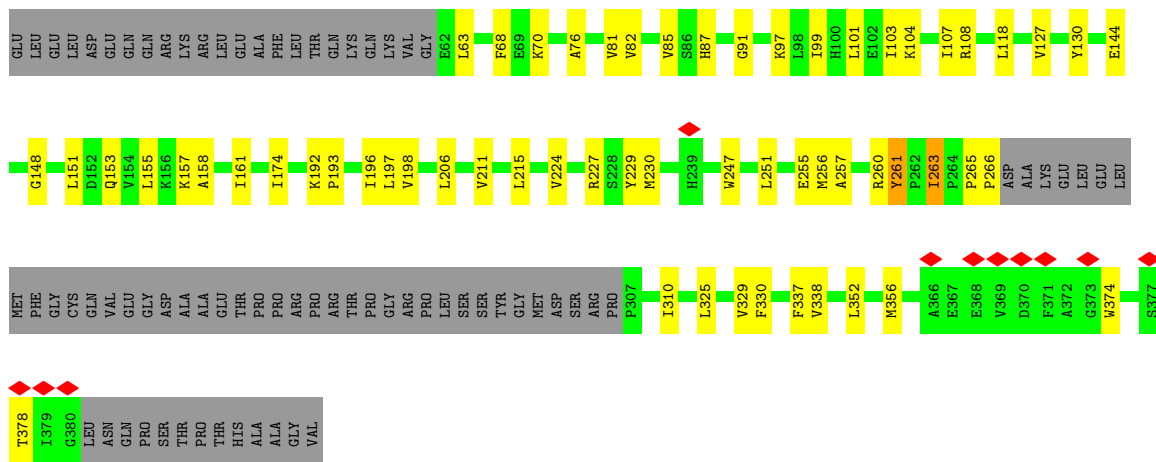 GLU LEU GLU GLU LEU ASP GLU GLN GLN ARG LYS ARG LEU GLU ALA PHE LEU THR GLN LYS GLN LYS VAL GLY E62 L63 F68 E69 K70 A76 V81 V82 V85 S86 H87 G91 K97 L98 I99 H100 L101 E102 I103 K104 I107 R108 L118 V127 Y130 E144
G148 L151 D152 Q153 V154 L155 K156 K157 A158 I161 I174 K192 P193 I196 L197 V198 L206 V211 L215 V224 R227 S228 Y229 M230 H239 W247 L251 E255 M256 A257 R260 Y261 P262 I263 P264 P265 P266 ASP ALA LYS GLU LEU GLU LEU
MET PHE GLY CYS GLN VAL GLU GLY ASP ALA ALA GLU THR PRO PRO ARG PRO ARG THR PRO GLY ARG PRO LEU SER SER TYR GLY MET ASP SER ARG PRO P307 I310 L325 V329 F330 F337 V338 L352 M356 A366 E367 E368 V369 D370 F371 A372 G373 W374 S377
T378 I379 G380 LEU ASN GLN PRO SER THR PRO THR HIS ALA ALA GLY VAL